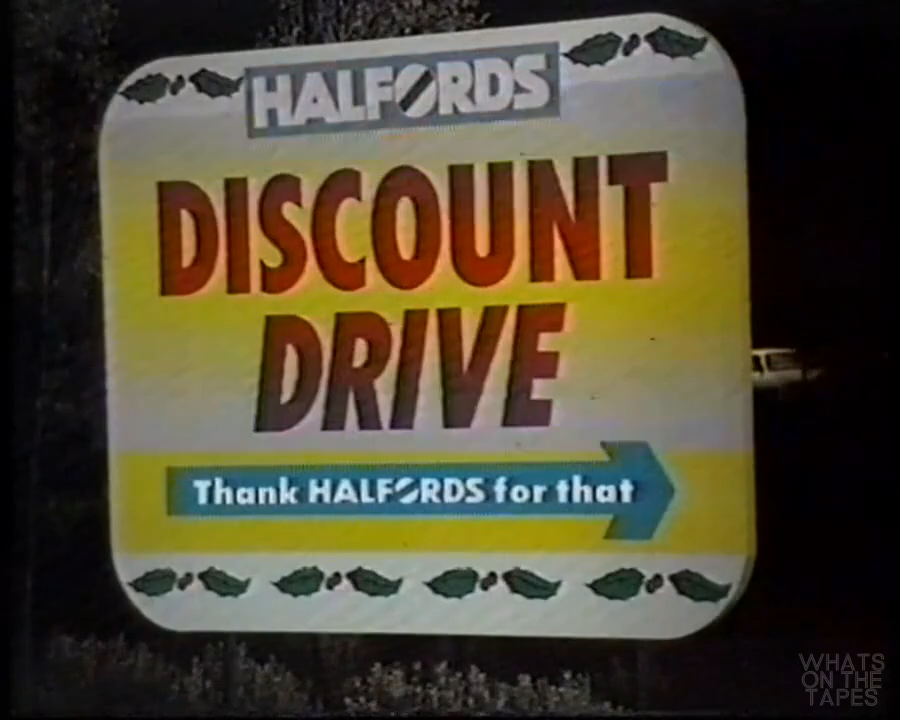 HALFORDS
DISCOUNT
DRIVE
Thank HALFORDS for that
WHATS
ON THE
TAPES